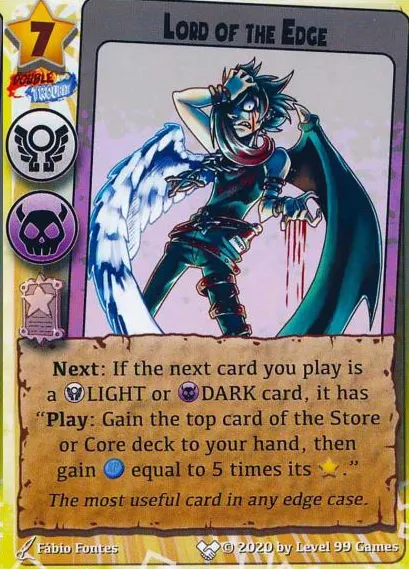 7
LORD OF THE EDGE
DOUBLE
TROUBLE
Next: If the next card you play is
a LIGHT or DARK card, it has
“Play: Gain the top card of the Store
or Core deck to your hand, then
gain equal to 5 times its .”
The most useful card in any edge case.
Fábio Fontes
© 2020 by Level 99 Games